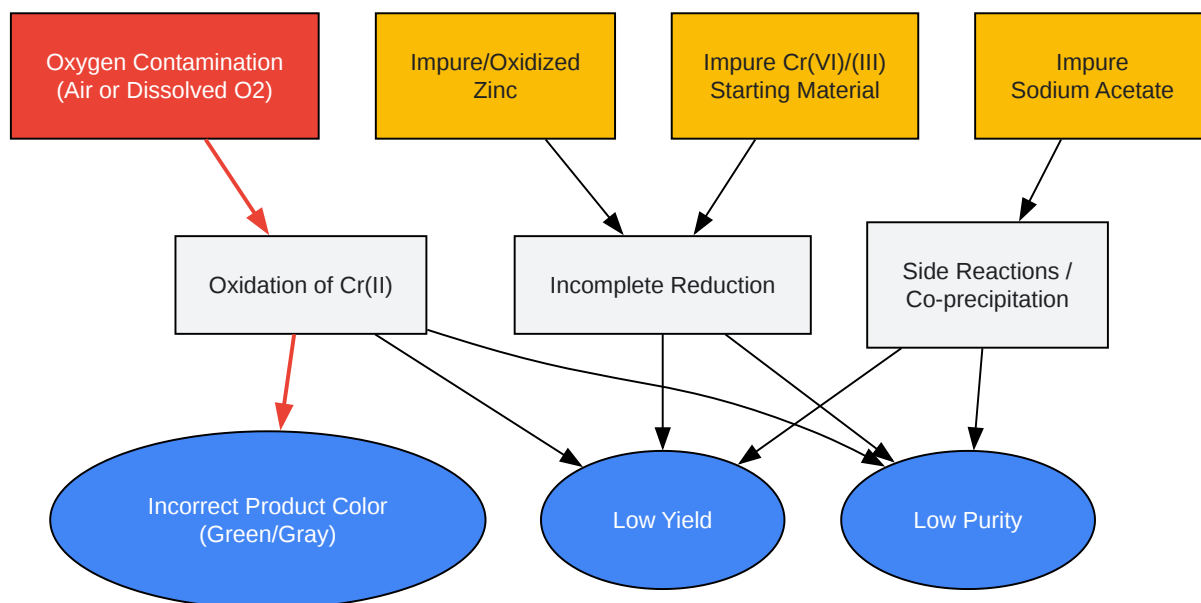 Oxygen Contamination
(Air or Dissolved O2)
Impure/Oxidized
Zinc
Impure Cr(VI)/(III)
Starting Material
Impure
Sodium Acetate
Oxidation of Cr(II)
Incomplete Reduction
Side Reactions /
Co-precipitation
Incorrect Product Color
(Green/Gray)
Low Yield
Low Purity